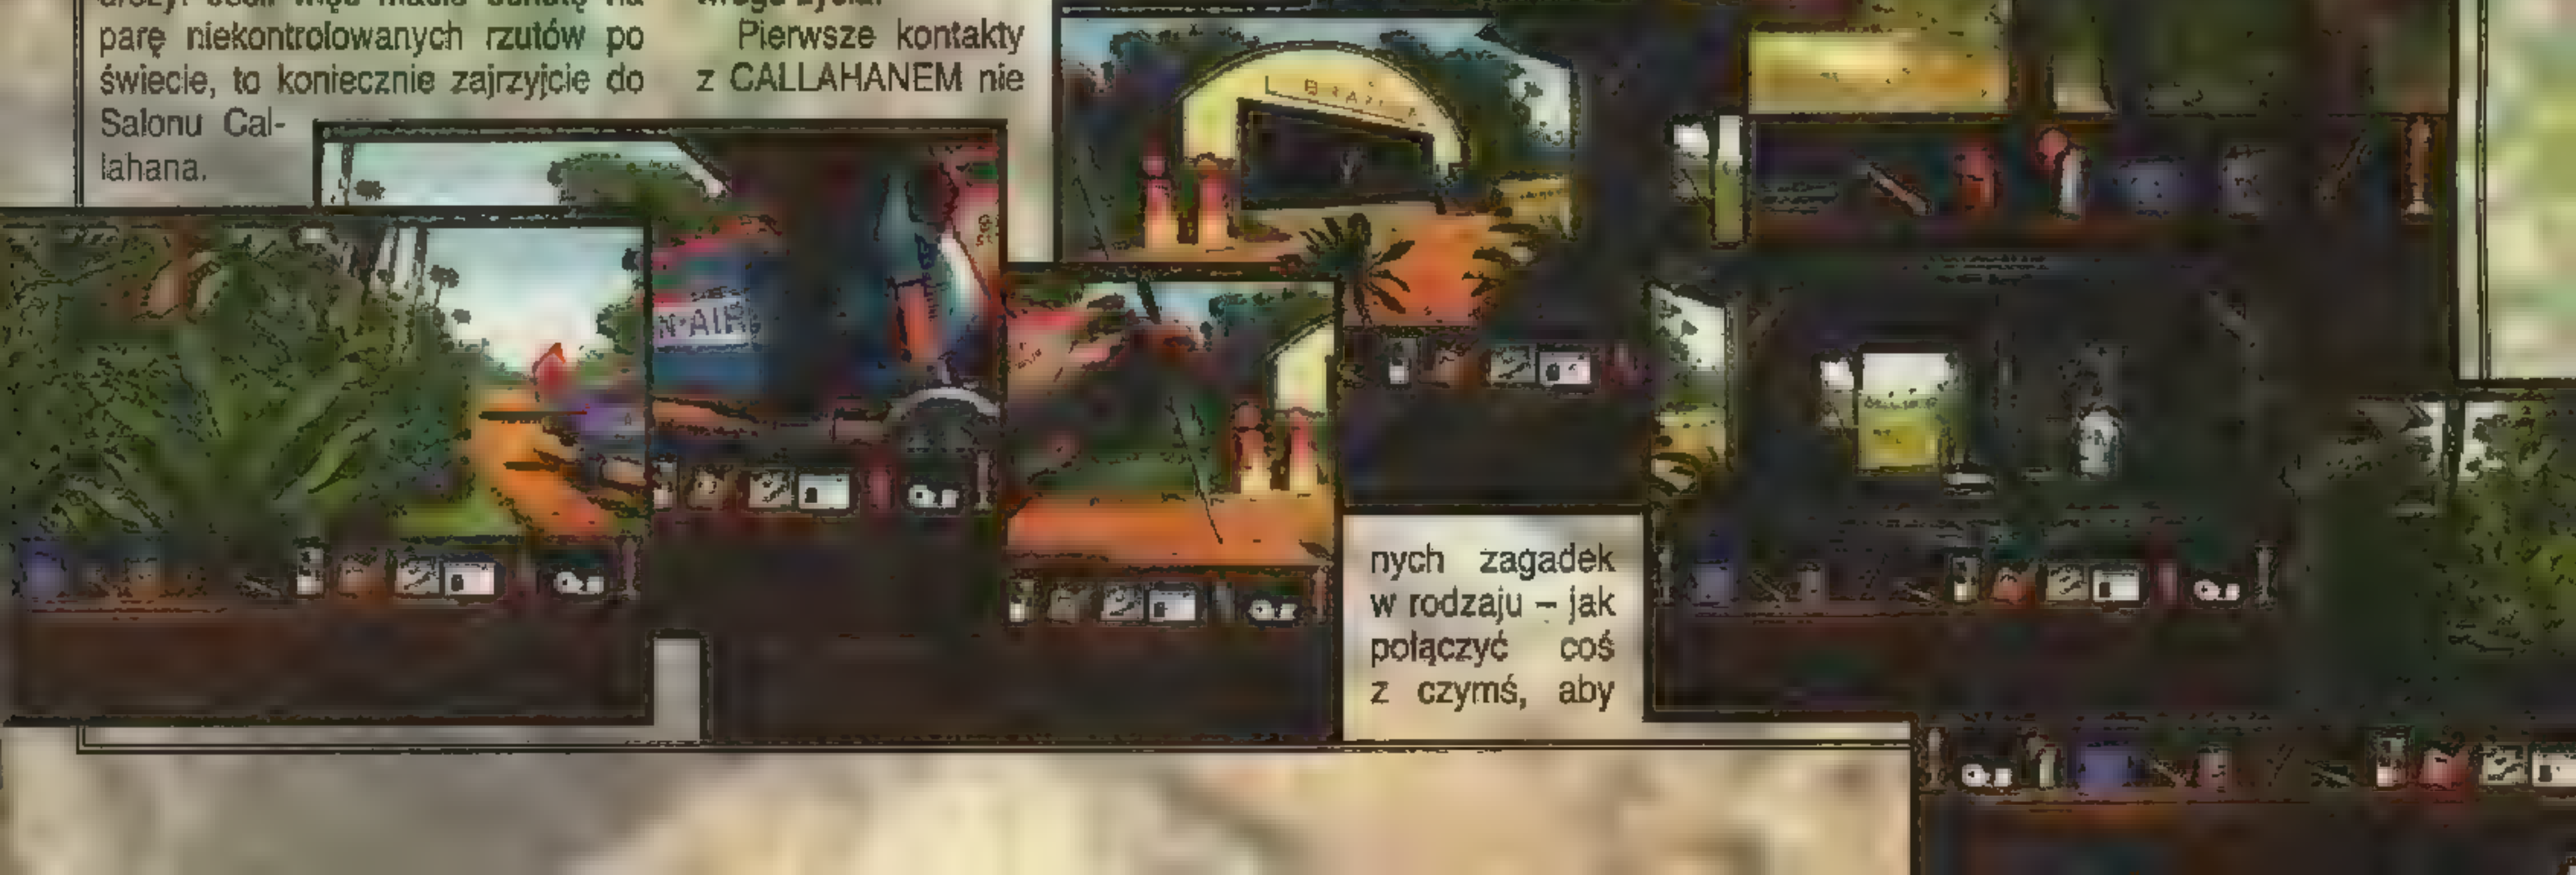 parę niekontrolowanych rzutów po
świecie, to koniecznie zajrzyjcie do
Salonu Cal-
lahana.
Pierwsze kontakty
z CALLAHANEM nie
N-AIR
nych zagadek
w rodzaju – jak
połączyć coś
z czymś, aby